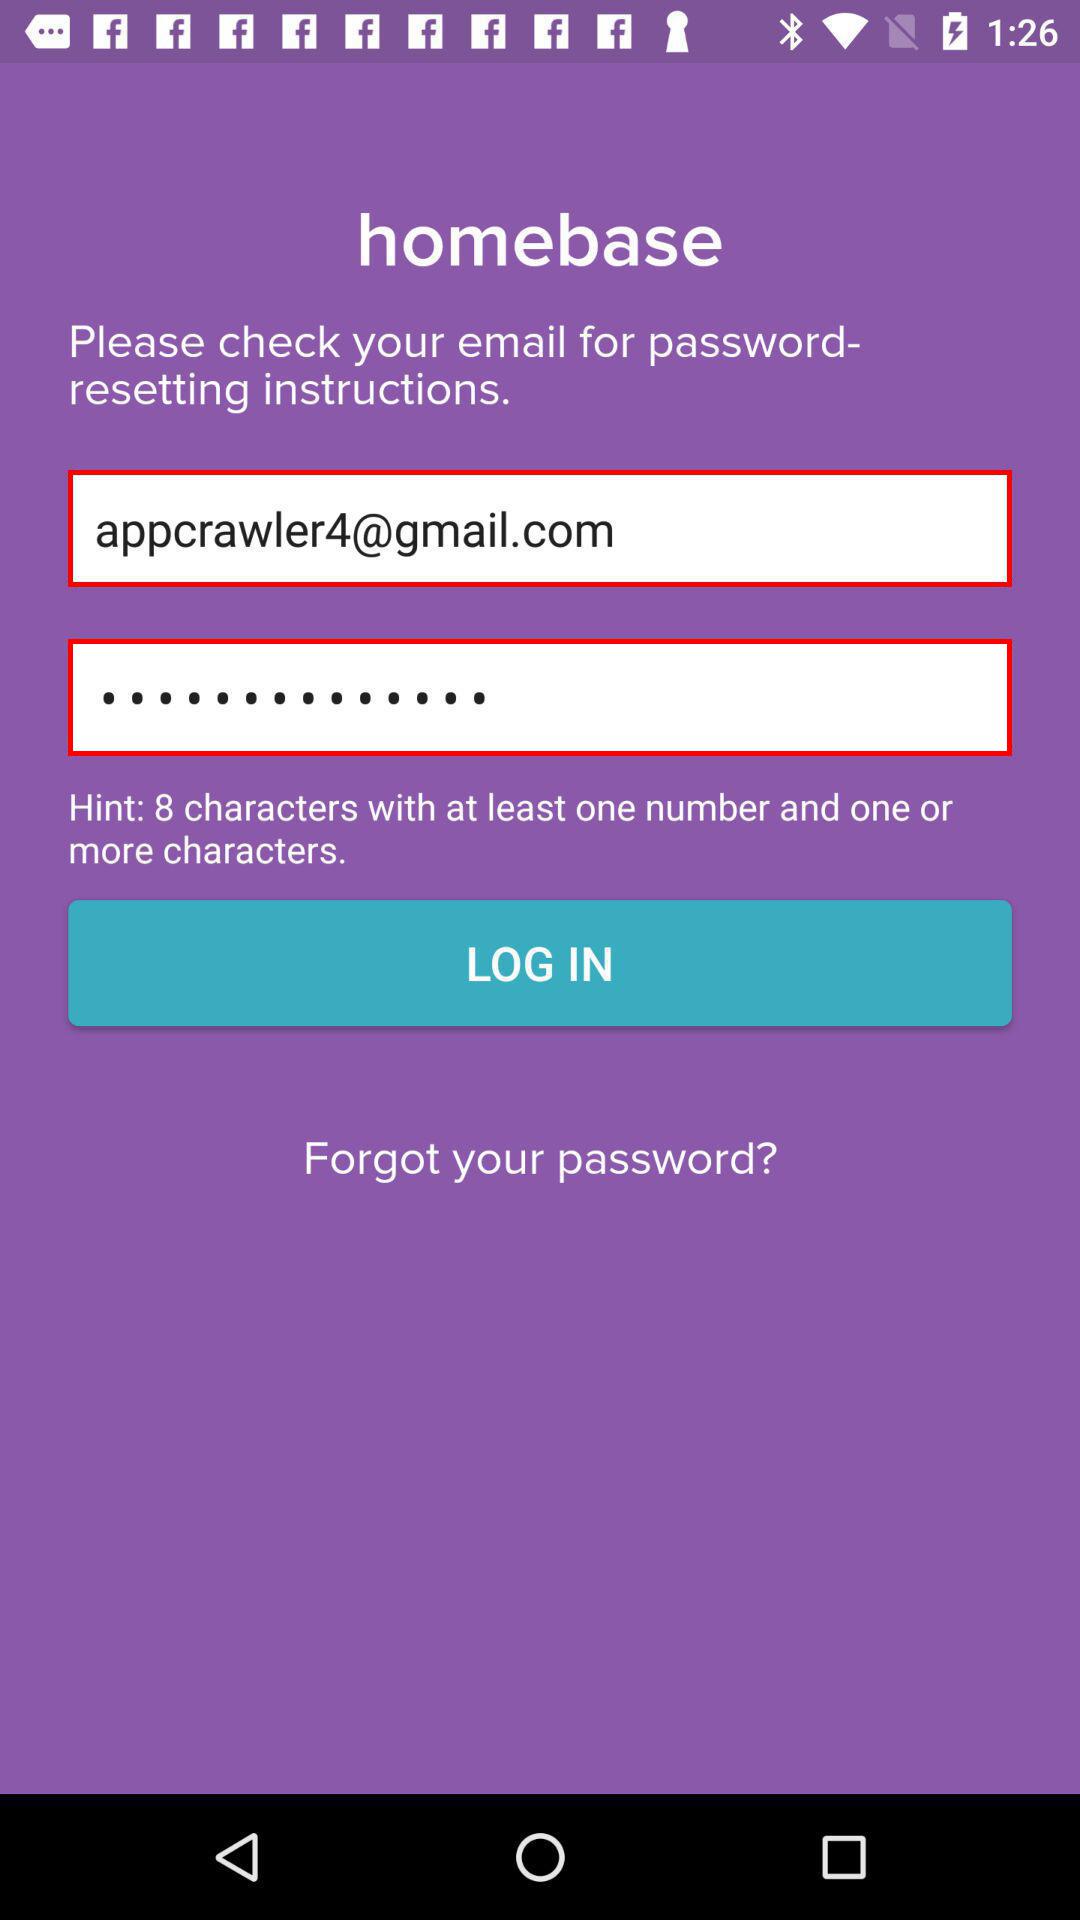 1:26
homebase
Please check your email for password-
resetting instructions.
appcrawler4@gmail.com
••••••••••••••
Hint: 8 characters with at least one number and one or
more characters.
LOG IN
Forgot your password?